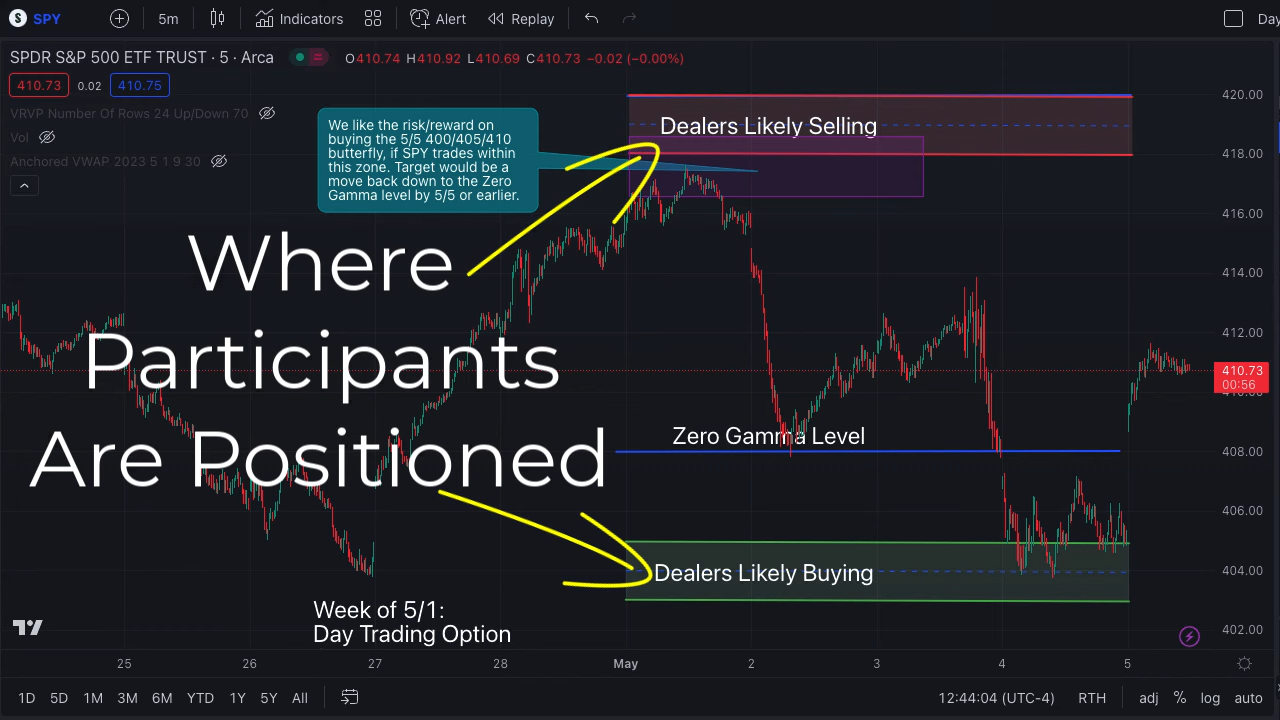 S SPY 5m Indicators Alert Replay Day
SPDR S&P 500 ETF TRUST · 5 · Arca O410.74 H410.92 L410.69 C410.73 −0.02 (−0.00%)
410.73 0.02 410.75
VRVP Number Of Rows 24 Up/Down 70
Vol
Anchored VWAP 2023 5 1 9 30
We like the risk/reward on
buying the 5/5 400/405/410
butterfly, if SPY trades within
this zone. Target would be a
move back down to the Zero
Gamma level by 5/5 or earlier.
Dealers Likely Selling
Where
Participants
Are Positioned
Zero Gamma Level
Dealers Likely Buying
Week of 5/1:
Day Trading Option
420.00
418.00
416.00
414.00
412.00
410.73
00:56
410.00
408.00
406.00
404.00
402.00
25 26 27 28 May 2 3 4 5
1D 5D 1M 3M 6M YTD 1Y 5Y All 12:44:04 (UTC-4) RTH adj % log auto